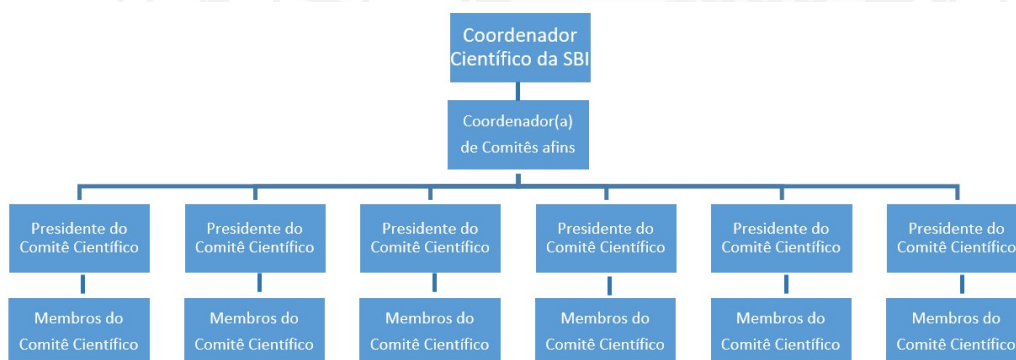 Coordenador
Científico da SBI
Coordenador(a)
de Comitês afins
Presidente do
Comitê Científico
Presidente do
Comitê Científico
Presidente do
Comitê Científico
Presidente do
Comitê Científico
Presidente do
Comitê Científico
Presidente do
Comitê Científico
Membros do
Comitê Científico
Membros do
Comitê Científico
Membros do
Comitê Científico
Membros do
Comitê Científico
Membros do
Comitê Científico
Membros do
Comitê Científico